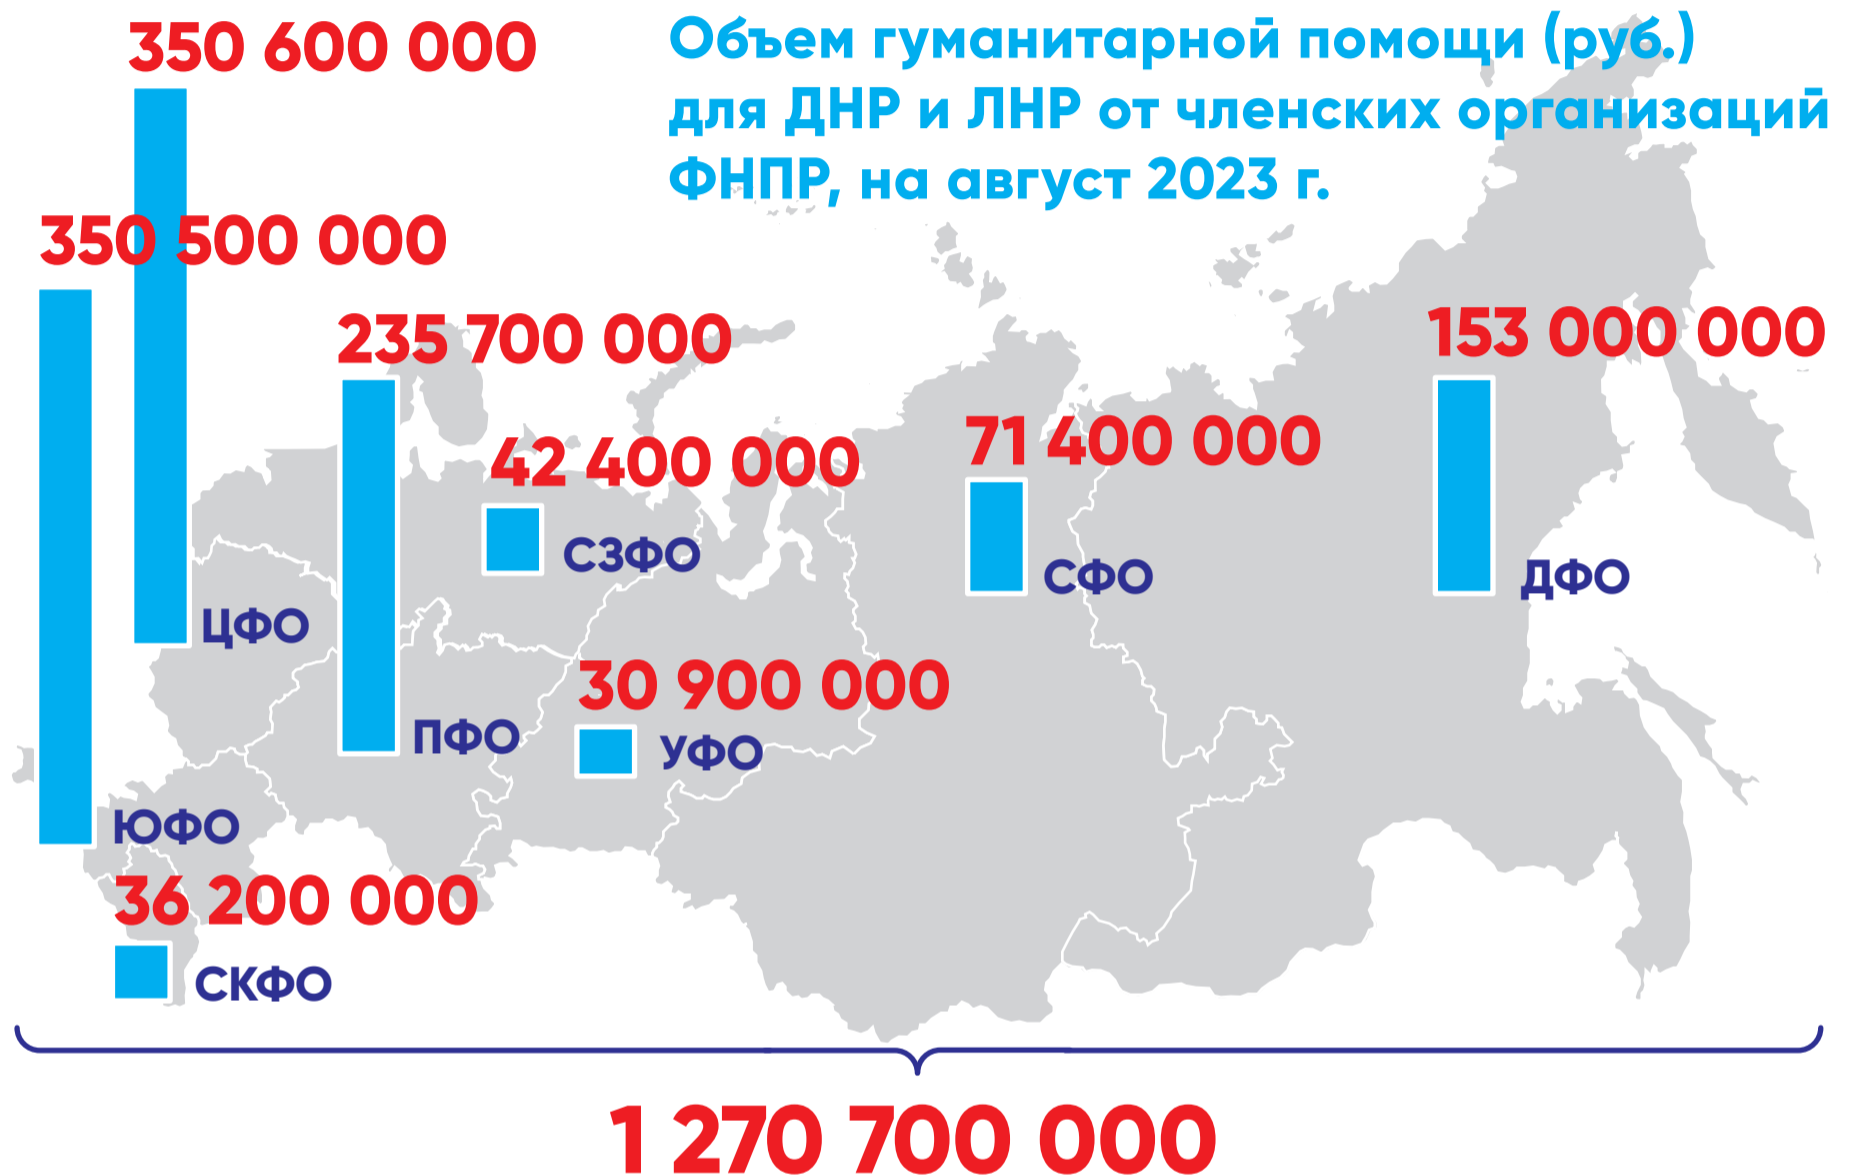 Объем гуманитарной помощи (руб.)
для ДНР и ЛНР от членских организаций
ФНПР, на август 2023 г.
350 600 000
ЦФО
350 500 000
ЮФО
235 700 000
ПФО
42 400 000
СЗФО
71 400 000
СФО
153 000 000
ДФО
30 900 000
УФО
36 200 000
СКФО
1 270 700 000